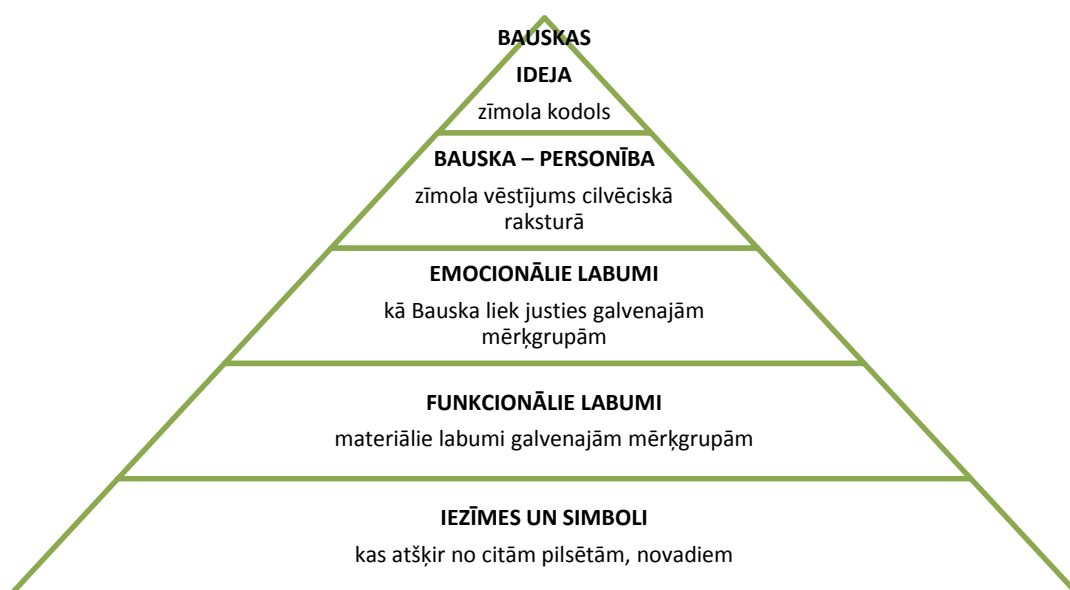 BAUSKAS
IDEJA
zīmola kodols
BAUSKA – PERSONĪBA
zīmola vēstījums cilvēciskā
raksturā
EMOCIONĀLIE LABUMI
kā Bauska liek justies galvenajām
mērķgrupām
FUNKCIONĀLIE LABUMI
materiālie labumi galvenajām mērķgrupām
IEZĪMES UN SIMBOLI
kas atšķir no citām pilsētām, novadiem